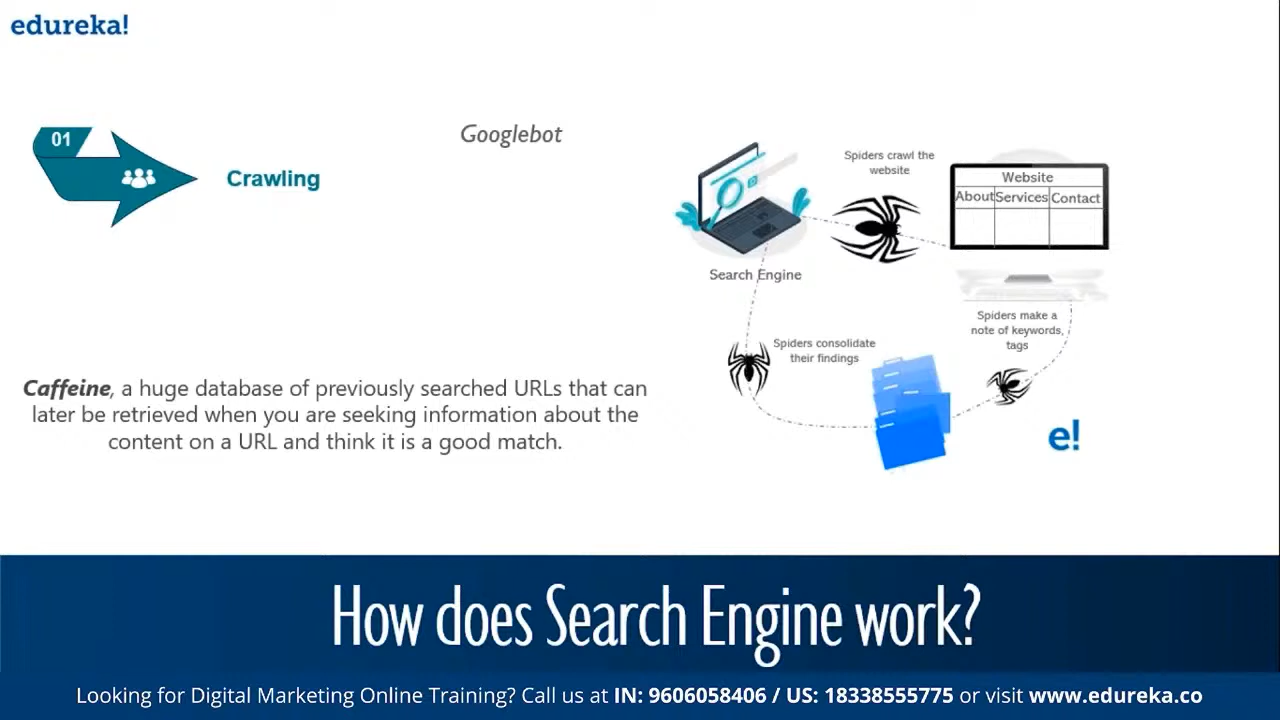 edureka!
01
Crawling
Googlebot
Spiders crawl the
website
Website
About Services Contact
Search Engine
Spiders make a
note of keywords,
tags
Spiders consolidate
their findings
Caffeine, a huge database of previously searched URLs that can
later be retrieved when you are seeking information about the
content on a URL and think it is a good match.
e!
How does Search Engine work?
Looking for Digital Marketing Online Training? Call us at IN: 9606058406 / US: 18338555775 or visit www.edureka.co